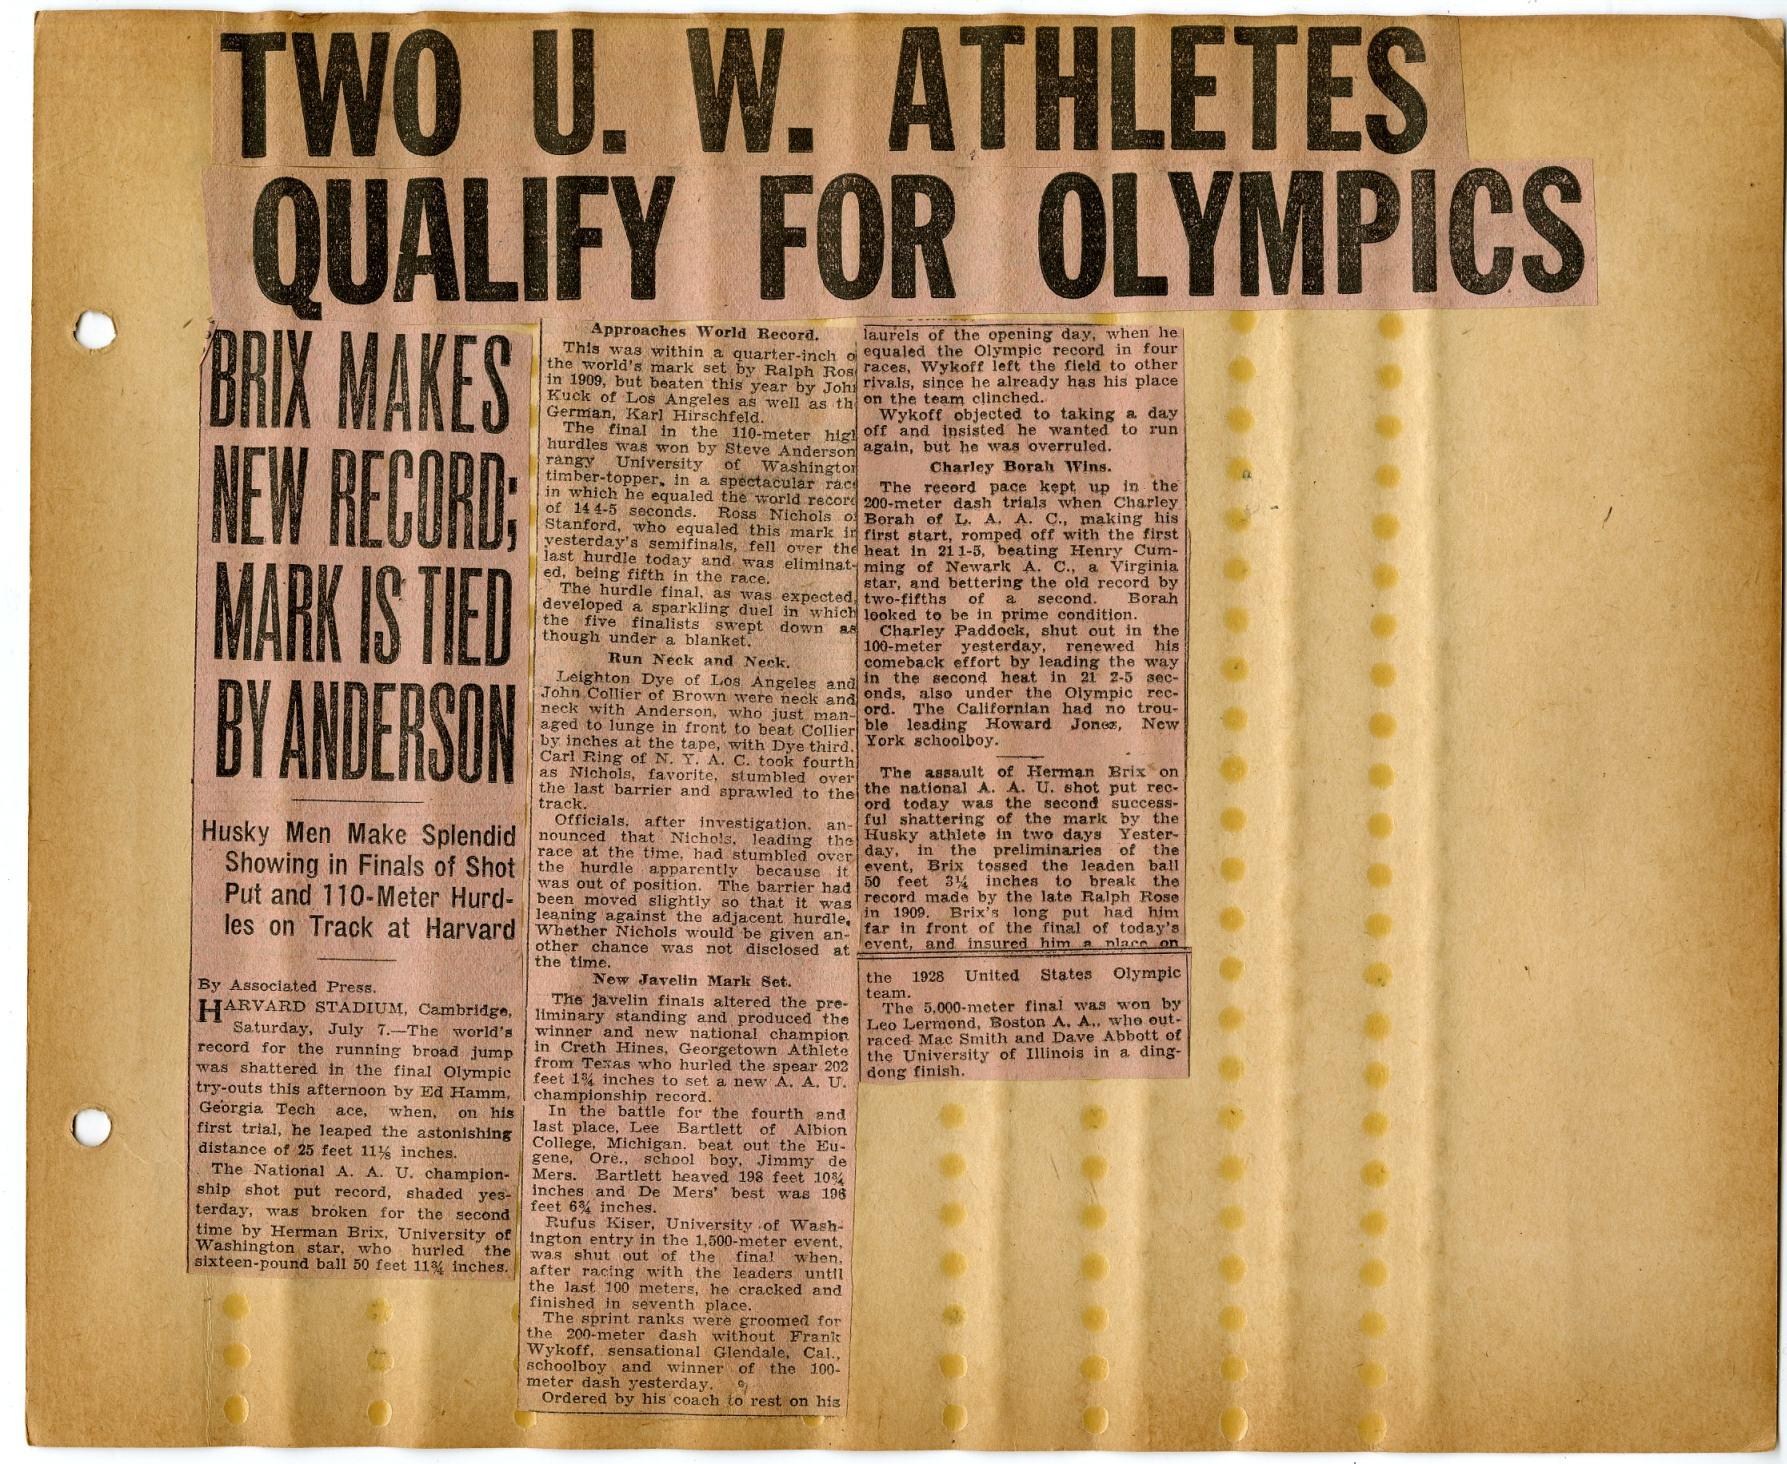 TWO U. W. ATHLETES
QUALIFY FOR OLYMPICS
BRIX MAKES
NEW RECORD;
MARK IS TIED
BY ANDERSON
Husky Men Make Splendid
Showing in Finals of Shot
Put and 110-Meter Hurd-
les on Track at Harvard
By Associated Press.
HARVARD STADIUM, Cambridge,
Saturday, July 7.—The world's
record for the running broad jump
was shattered in the final Olympic
try-outs this afternoon by Ed Hamm,
Georgia Tech ace, when, on his
first trial, he leaped the astonishing
distance of 25 feet 11⅛ inches.
The National A. A. U. champion-
ship shot put record, shaded yes-
terday, was broken for the second
time by Herman Brix, University of
Washington star, who hurled the
sixteen-pound ball 50 feet 11¾ inches.
Approaches World Record.
This was within a quarter-inch o
the world's mark set by Ralph Ros
in 1909, but beaten this year by John
Kuck of Los Angeles as well as th
German, Karl Hirschfeld.
The final in the 110-meter high
hurdles was won by Steve Anderson
rangy University of Washington
timber-topper, in a spectacular rac
in which he equaled the world record
of 14 4-5 seconds. Ross Nichols o
Stanford, who equaled this mark in
yesterday's semifinals, fell over the
last hurdle today and was eliminat-
ed, being fifth in the race.
The hurdle final, as was expected,
developed a sparkling duel in which
the five finalists swept down as
though under a blanket.
Run Neck and Neck.
Leighton Dye of Los Angeles and
John Collier of Brown were neck and
neck with Anderson, who just man-
aged to lunge in front to beat Collier
by inches at the tape, with Dye third.
Carl Ring of N. Y. A. C. took fourth
as Nichols, favorite, stumbled over
the last barrier and sprawled to the
track.
Officials, after investigation, an-
nounced that Nichols, leading the
race at the time, had stumbled over
the hurdle apparently because it
was out of position. The barrier had
been moved slightly so that it was
leaning against the adjacent hurdle.
Whether Nichols would be given an-
other chance was not disclosed at
the time.
New Javelin Mark Set.
The javelin finals altered the pre-
liminary standing and produced the
winner and new national champion
in Creth Hines, Georgetown Athlete
from Texas who hurled the spear 202
feet 1¾ inches to set a new A. A. U.
championship record.
In the battle for the fourth and
last place, Lee Bartlett of Albion
College, Michigan, beat out the Eu-
gene, Ore., school boy, Jimmy de
Mers. Bartlett heaved 198 feet 10¾
inches and De Mers' best was 196
feet 6¾ inches.
Rufus Kiser, University of Wash-
ington entry in the 1,500-meter event,
was shut out of the final when,
after racing with the leaders until
the last 100 meters, he cracked and
finished in seventh place.
The sprint ranks were groomed for
the 200-meter dash without Frank
Wykoff, sensational Glendale, Cal.,
schoolboy and winner of the 100-
meter dash yesterday.
Ordered by his coach to rest on his
laurels of the opening day, when he
equaled the Olympic record in four
races, Wykoff left the field to other
rivals, since he already has his place
on the team clinched.
Wykoff objected to taking a day
off and insisted he wanted to run
again, but he was overruled.
Charley Borah Wins.
The record pace kept up in the
200-meter dash trials when Charley
Borah of L. A. A. C., making his
first start, romped off with the first
heat in 21 1-5, beating Henry Cum-
ming of Newark A. C., a Virginia
star, and bettering the old record by
two-fifths of a second. Borah
looked to be in prime condition.
Charley Paddock, shut out in the
100-meter yesterday, renewed his
comeback effort by leading the way
in the second heat in 21 2-5 sec-
onds, also under the Olympic rec-
ord. The Californian had no trou-
ble leading Howard Jones, New
York schoolboy.
The assault of Herman Brix on
the national A. A. U. shot put rec-
ord today was the second success-
ful shattering of the mark by the
Husky athlete in two days Yester-
day, in the preliminaries of the
event, Brix tossed the leaden ball
50 feet 3¼ inches to break the
record made by the late Ralph Rose
in 1909. Brix's long put had him
far in front of the final of today's
event, and insured him a place on
the 1928 United States Olympic
team.
The 5,000-meter final was won by
Leo Lermond, Boston A. A., who out-
raced Mac Smith and Dave Abbott of
the University of Illinois in a ding-
dong finish.